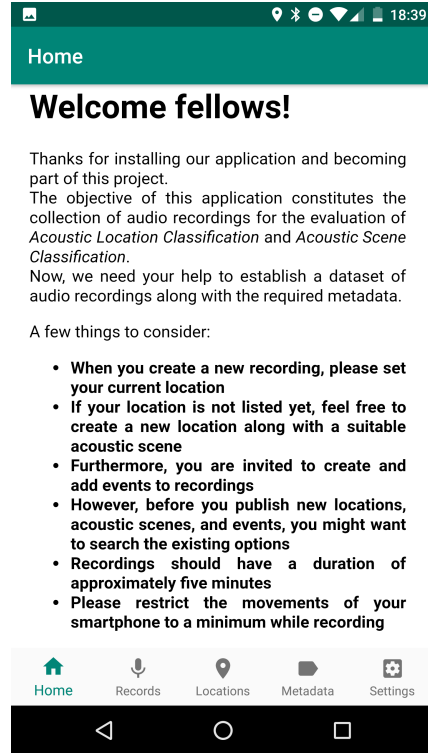 18:39
Home
Welcome fellows!
Thanks for installing our application and becoming
part of this project.
The objective of this application constitutes the
collection of audio recordings for the evaluation of
Acoustic Location Classification and Acoustic Scene
Classification.
Now, we need your help to establish a dataset of
audio recordings along with the required metadata.
A few things to consider:
• When you create a new recording, please set
your current location
• If your location is not listed yet, feel free to
create a new location along with a suitable
acoustic scene
• Furthermore, you are invited to create and
add events to recordings
• However, before you publish new locations,
acoustic scenes, and events, you might want
to search the existing options
• Recordings should have a duration of
approximately five minutes
• Please restrict the movements of your
smartphone to a minimum while recording
Home Records Locations Metadata Settings